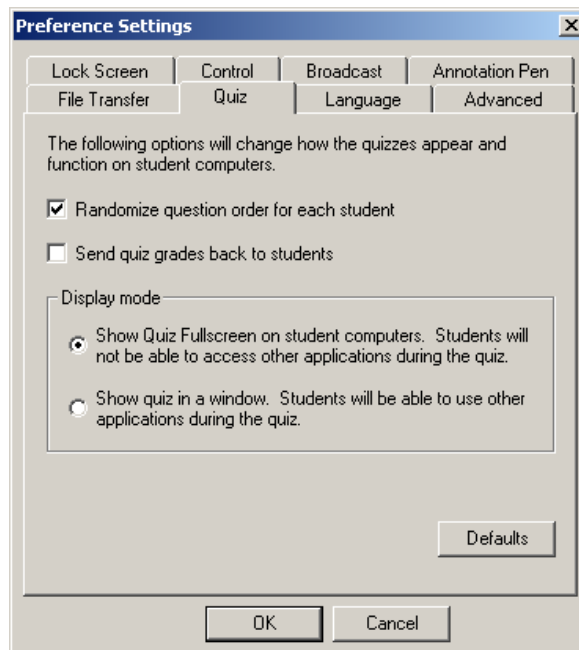 Preference Settings
Lock Screen Control Broadcast Annotation Pen
File Transfer Quiz Language Advanced
The following options will change how the quizzes appear and
function on student computers.
Randomize question order for each student
Send quiz grades back to students
Display mode
Show Quiz Fullscreen on student computers. Students will
not be able to access other applications during the quiz.
Show quiz in a window. Students will be able to use other
applications during the quiz.
Defaults
OK Cancel